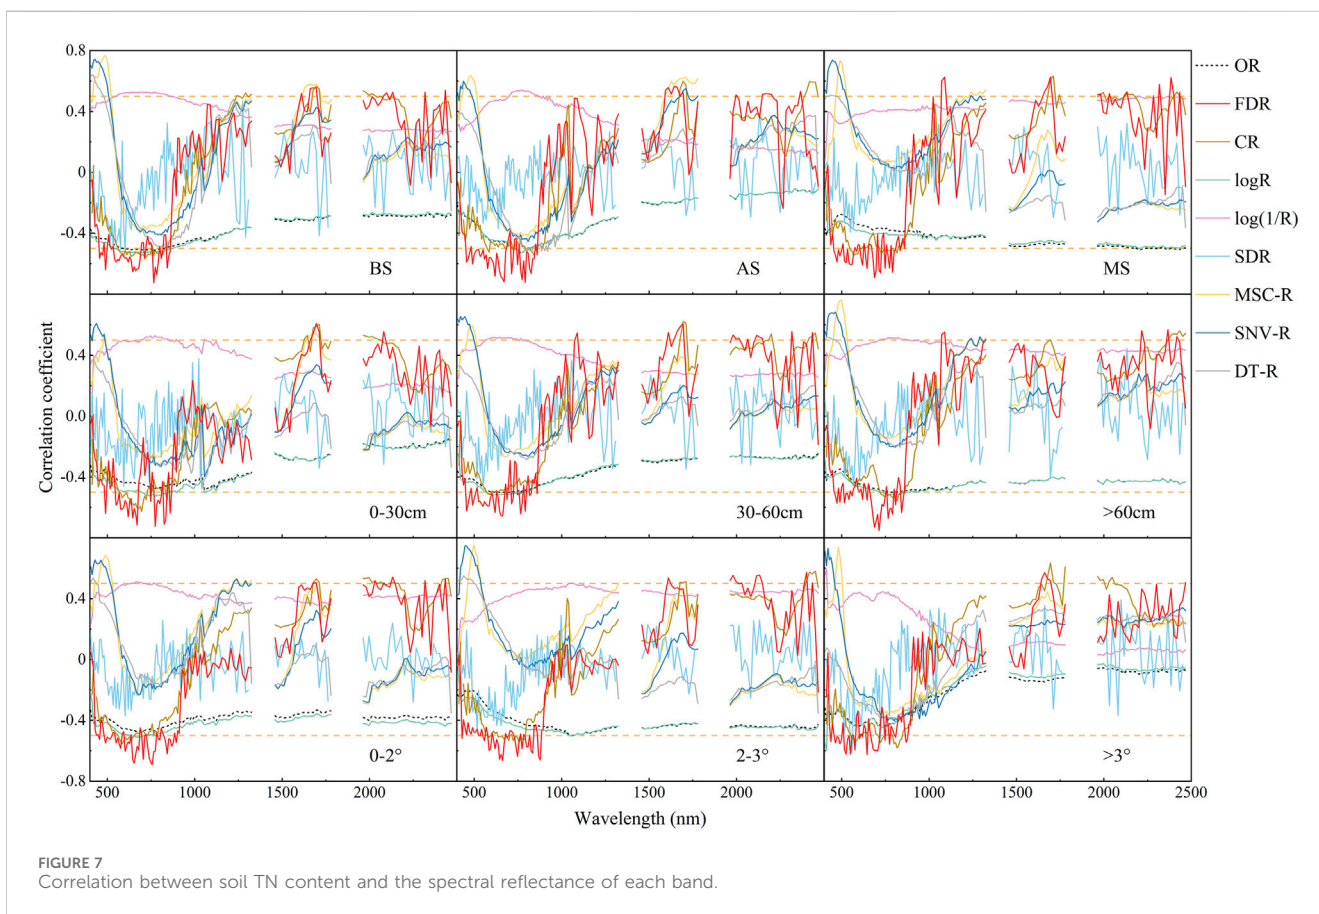 0.8
0.4
0
-0.4
BS
AS
MS
OR
FDR
CR
logR
log(1/R)
SDR
MSC-R
SNV-R
DT-R
Correlation coefficient
0.4
0.0
-0.4
0-30cm
30-60cm
>60cm
0.4
0
-0.4
-0.8
0-2°
2-3°
>3°
500 1000 1500 2000 500 1000 1500 2000 500 1000 1500 2000 2500
Wavelength (nm)
FIGURE 7
Correlation between soil TN content and the spectral reflectance of each band.